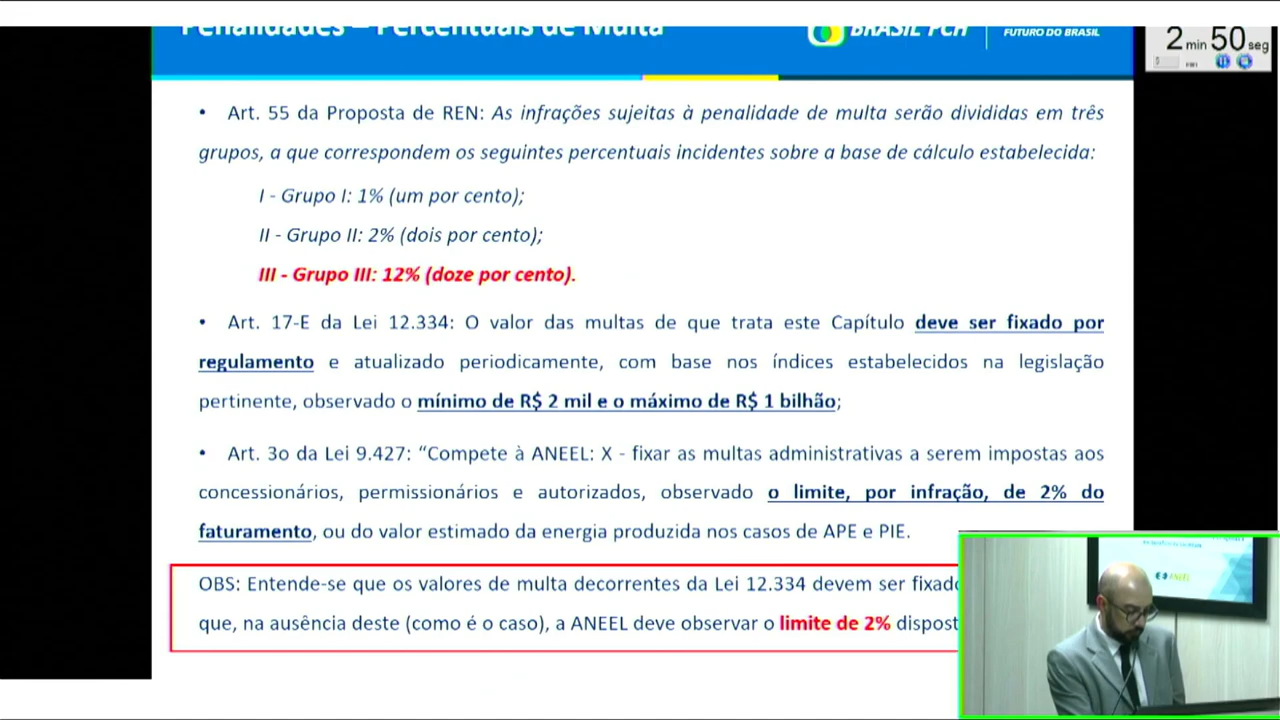 Penalidades – Percentuais de Multa
BRASIL PCH
FUTURO DO BRASIL
2 min 50 seg
• Art. 55 da Proposta de REN: As infrações sujeitas à penalidade de multa serão divididas em três
grupos, a que correspondem os seguintes percentuais incidentes sobre a base de cálculo estabelecida:
I - Grupo I: 1% (um por cento);
II - Grupo II: 2% (dois por cento);
III - Grupo III: 12% (doze por cento).
• Art. 17-E da Lei 12.334: O valor das multas de que trata este Capítulo deve ser fixado por
regulamento e atualizado periodicamente, com base nos índices estabelecidos na legislação
pertinente, observado o mínimo de R$ 2 mil e o máximo de R$ 1 bilhão;
• Art. 3o da Lei 9.427: “Compete à ANEEL: X - fixar as multas administrativas a serem impostas aos
concessionários, permissionários e autorizados, observado o limite, por infração, de 2% do
faturamento, ou do valor estimado da energia produzida nos casos de APE e PIE.
OBS: Entende-se que os valores de multa decorrentes da Lei 12.334 devem ser fixado
que, na ausência deste (como é o caso), a ANEEL deve observar o limite de 2% dispost
ANEEL